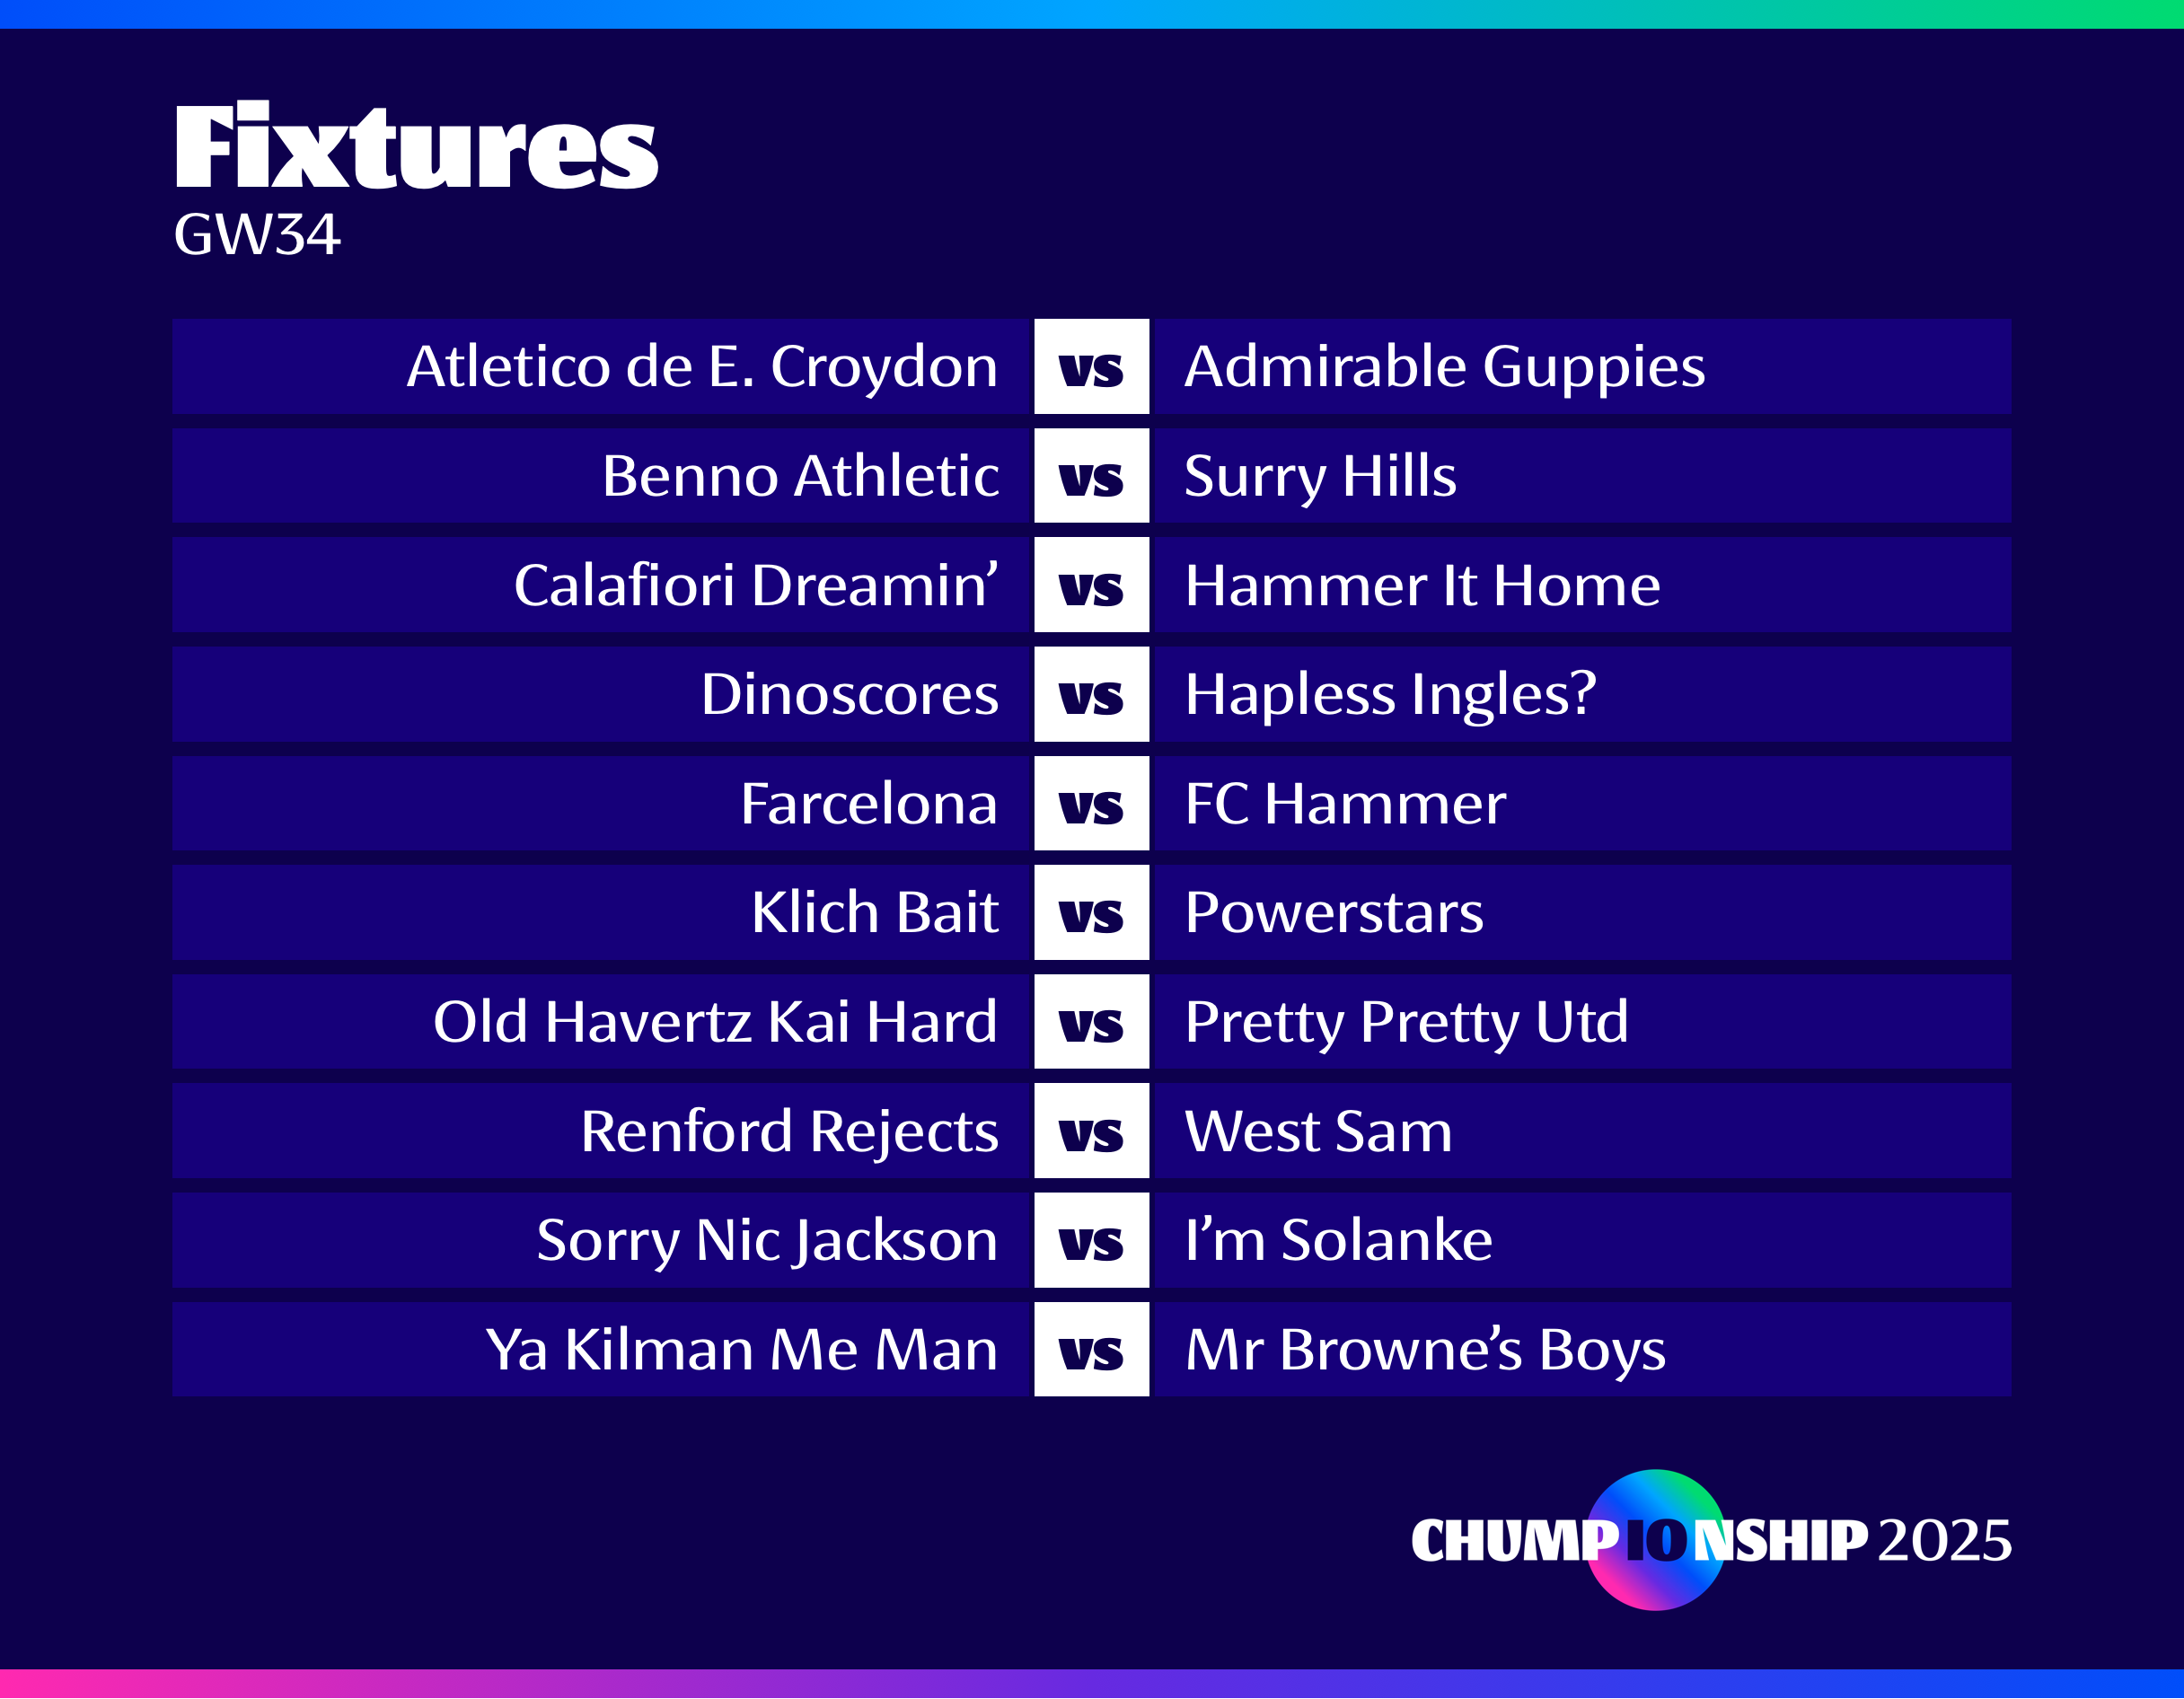 Fixtures
GW34
Atletico de E. Croydon vs Admirable Guppies
Benno Athletic vs Surry Hills
Calafiori Dreamin’ vs Hammer It Home
Dinoscores vs Hapless Ingles?
Farcelona vs FC Hammer
Klich Bait vs Powerstars
Old Havertz Kai Hard vs Pretty Pretty Utd
Renford Rejects vs West Sam
Sorry Nic Jackson vs I’m Solanke
Ya Kilman Me Man vs Mr Browne’s Boys
CHUMPIONSHIP 2025